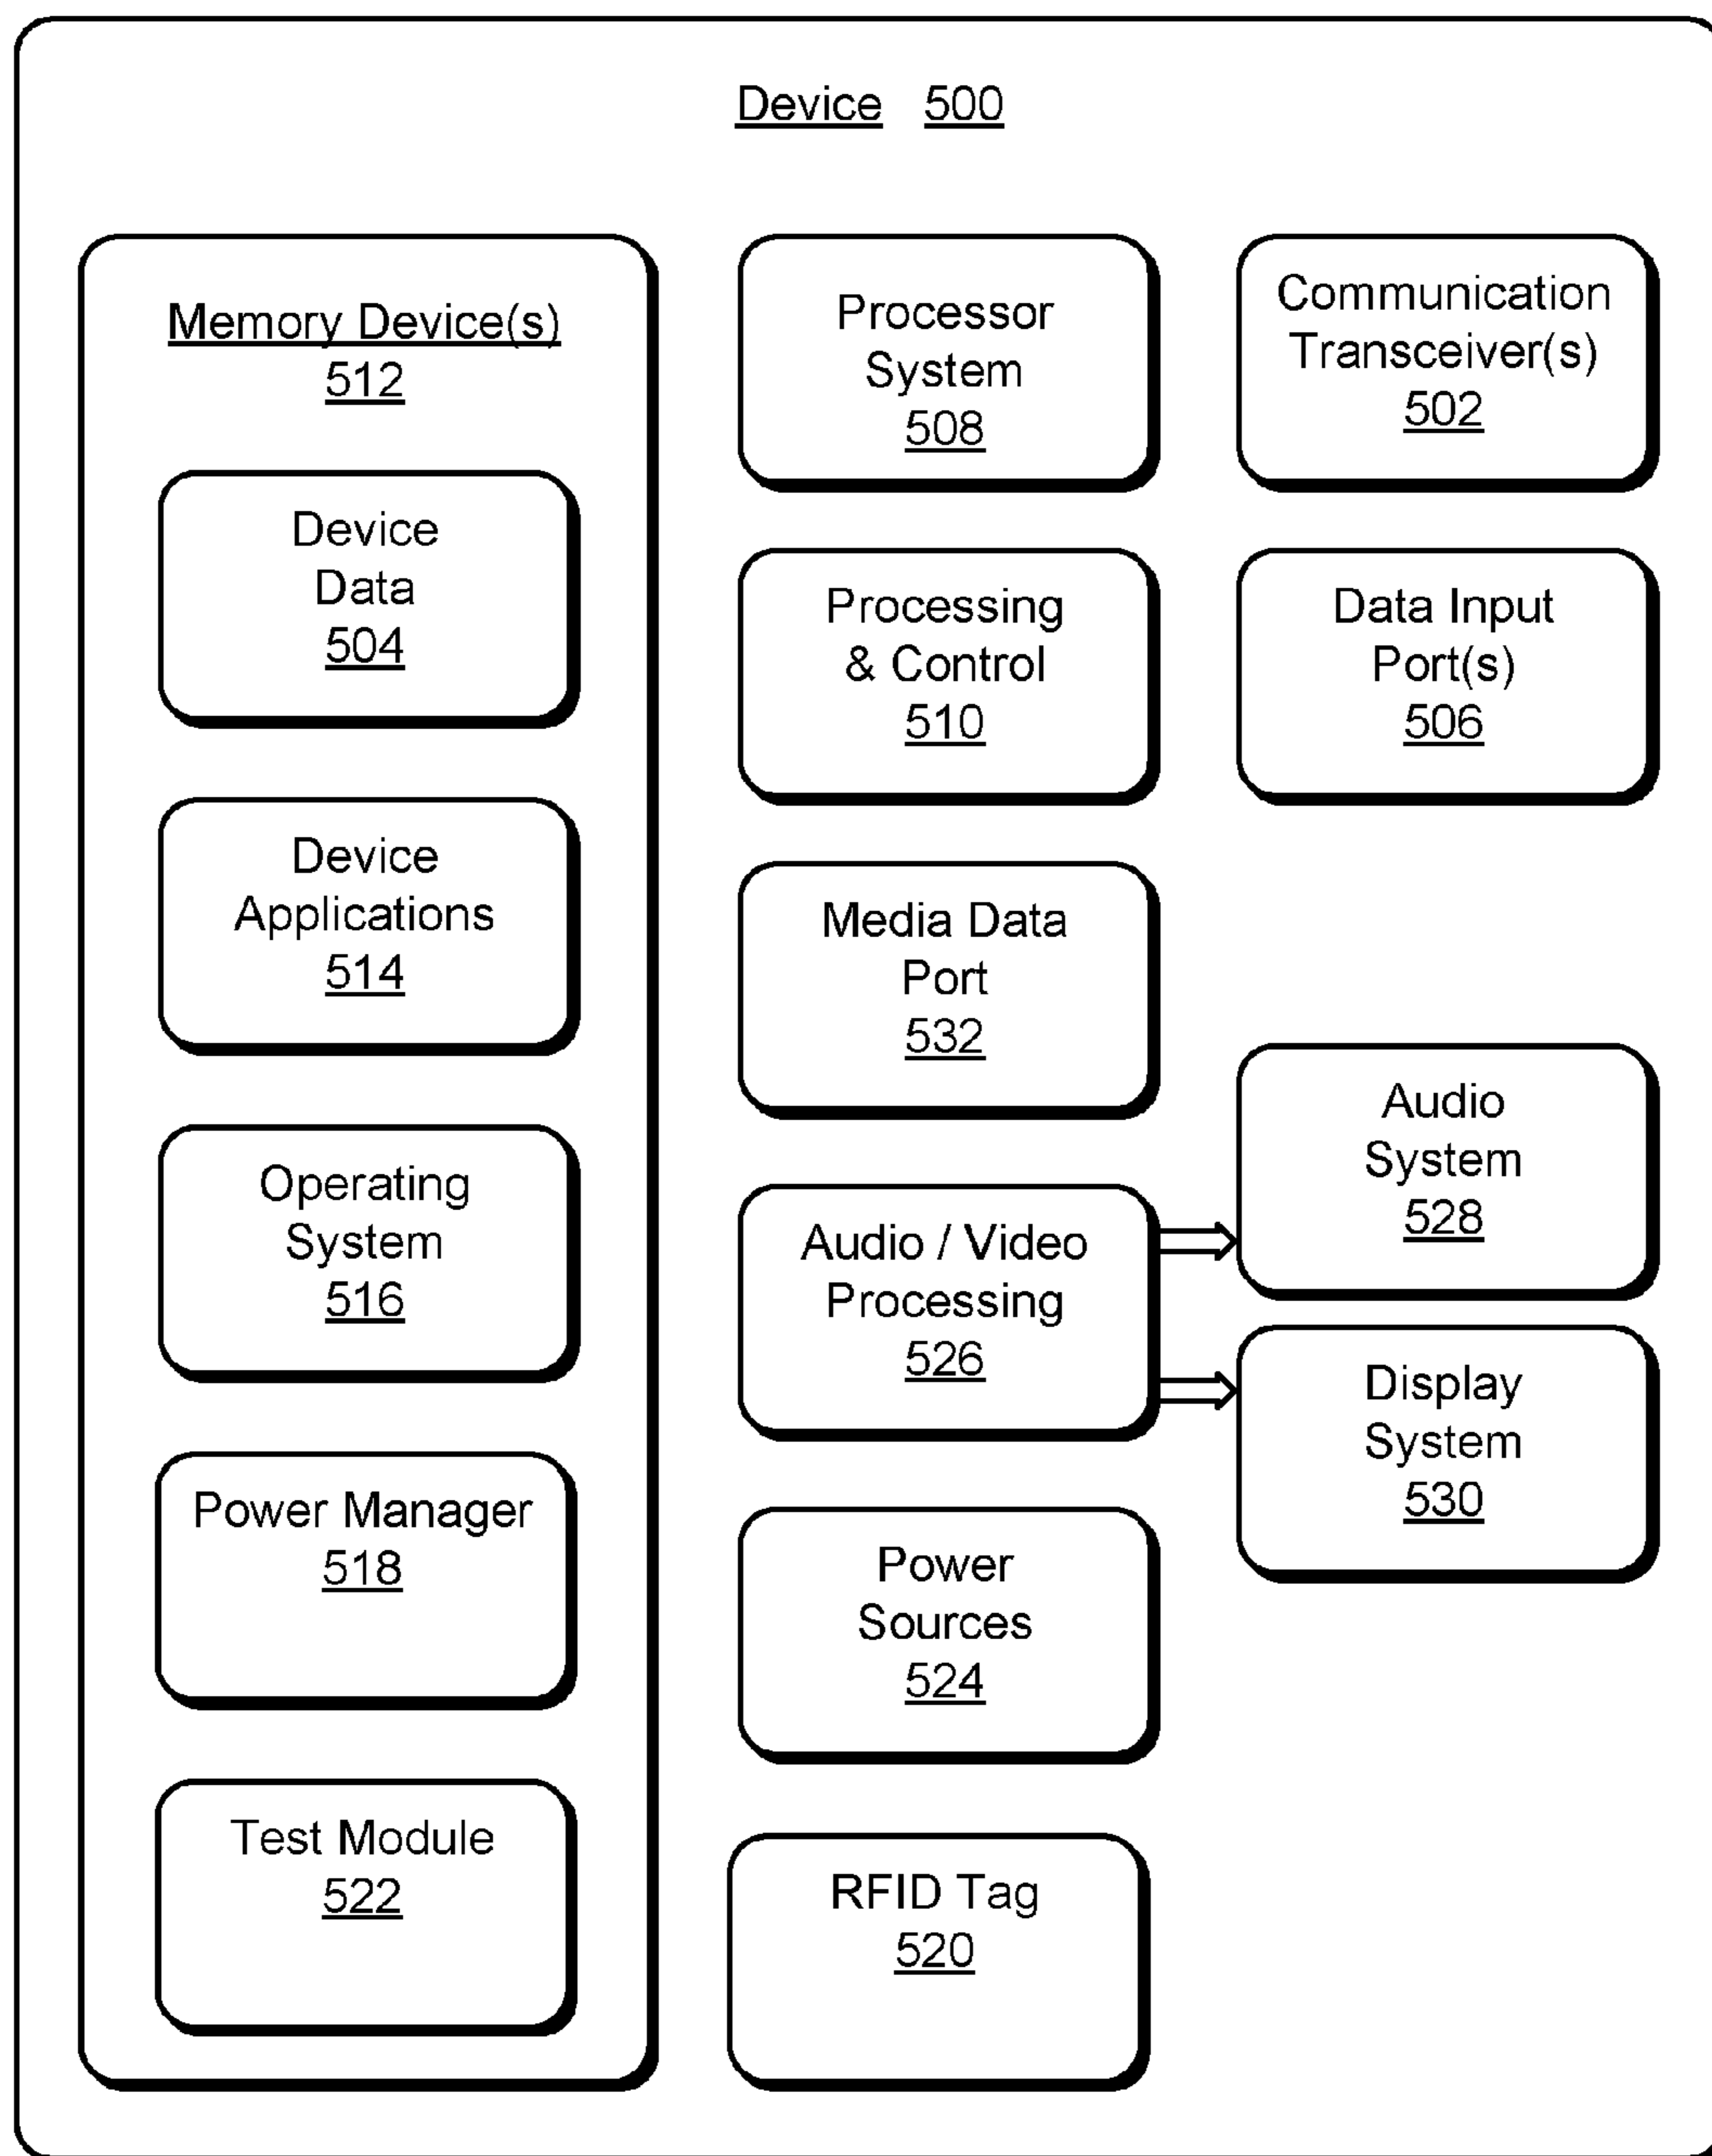 Device 500
Memory Device(s)
512
Device
Data
504
Device
Applications
514
Operating
System
516
Power Manager
518
Test Module
522
Processor
System
508
Processing
& Control
510
Media Data
Port
532
Audio / Video
Processing
526
Power
Sources
524
RFID Tag
520
Communication
Transceiver(s)
502
Data Input
Port(s)
506
Audio
System
528
Display
System
530